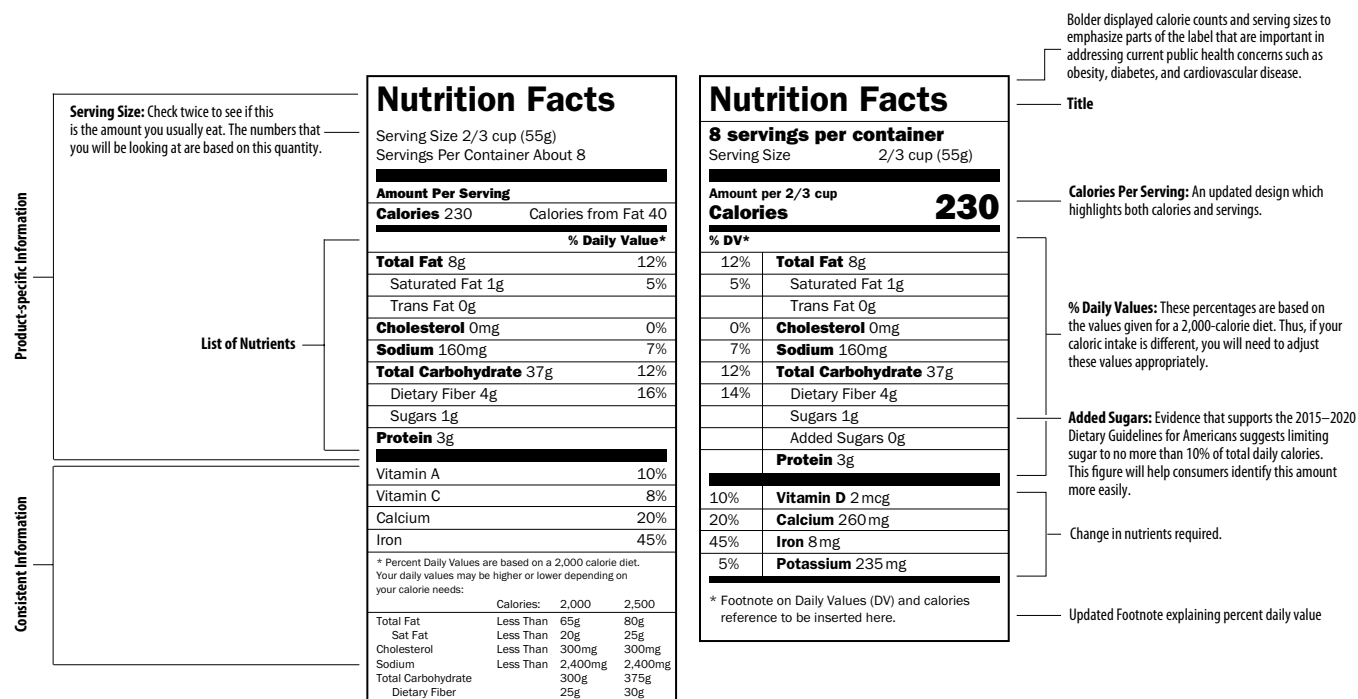 Bolder displayed calorie counts and serving sizes to
emphasize parts of the label that are important in
addressing current public health concerns such as
obesity, diabetes, and cardiovascular disease.
Title
Calories Per Serving: An updated design which
highlights both calories and servings.
% Daily Values: These percentages are based on
the values given for a 2,000-calorie diet. Thus, if your
caloric intake is different, you will need to adjust
these values appropriately.
Added Sugars: Evidence that supports the 2015–2020
Dietary Guidelines for Americans suggests limiting
sugar to no more than 10% of total daily calories.
This figure will help consumers identify this amount
more easily.
Change in nutrients required.
Updated Footnote explaining percent daily value
Product-specific Information
Consistent Information
Serving Size: Check twice to see if this
is the amount you usually eat. The numbers that
you will be looking at are based on this quantity.
List of Nutrients
Nutrition Facts
Serving Size 2/3 cup (55g)
Servings Per Container About 8
Amount Per Serving
Calories 230 Calories from Fat 40
% Daily Value*
Total Fat 8g 12%
Saturated Fat 1g 5%
Trans Fat 0g
Cholesterol 0mg 0%
Sodium 160mg 7%
Total Carbohydrate 37g 12%
Dietary Fiber 4g 16%
Sugars 1g
Protein 3g
Vitamin A 10%
Vitamin C 8%
Calcium 20%
Iron 45%
* Percent Daily Values are based on a 2,000 calorie diet.
Your daily values may be higher or lower depending on
your calorie needs:
Calories: 2,000 2,500
Total Fat Less Than 65g 80g
Sat Fat Less Than 20g 25g
Cholesterol Less Than 300mg 300mg
Sodium Less Than 2,400mg 2,400mg
Total Carbohydrate 300g 375g
Dietary Fiber 25g 30g
Nutrition Facts
8 servings per container
Serving Size 2/3 cup (55g)
Amount per 2/3 cup
Calories 230
% DV*
12% Total Fat 8g
5% Saturated Fat 1g
Trans Fat 0g
0% Cholesterol 0mg
7% Sodium 160mg
12% Total Carbohydrate 37g
14% Dietary Fiber 4g
Sugars 1g
Added Sugars 0g
Protein 3g
10% Vitamin D 2 mcg
20% Calcium 260 mg
45% Iron 8 mg
5% Potassium 235 mg
* Footnote on Daily Values (DV) and calories
reference to be inserted here.